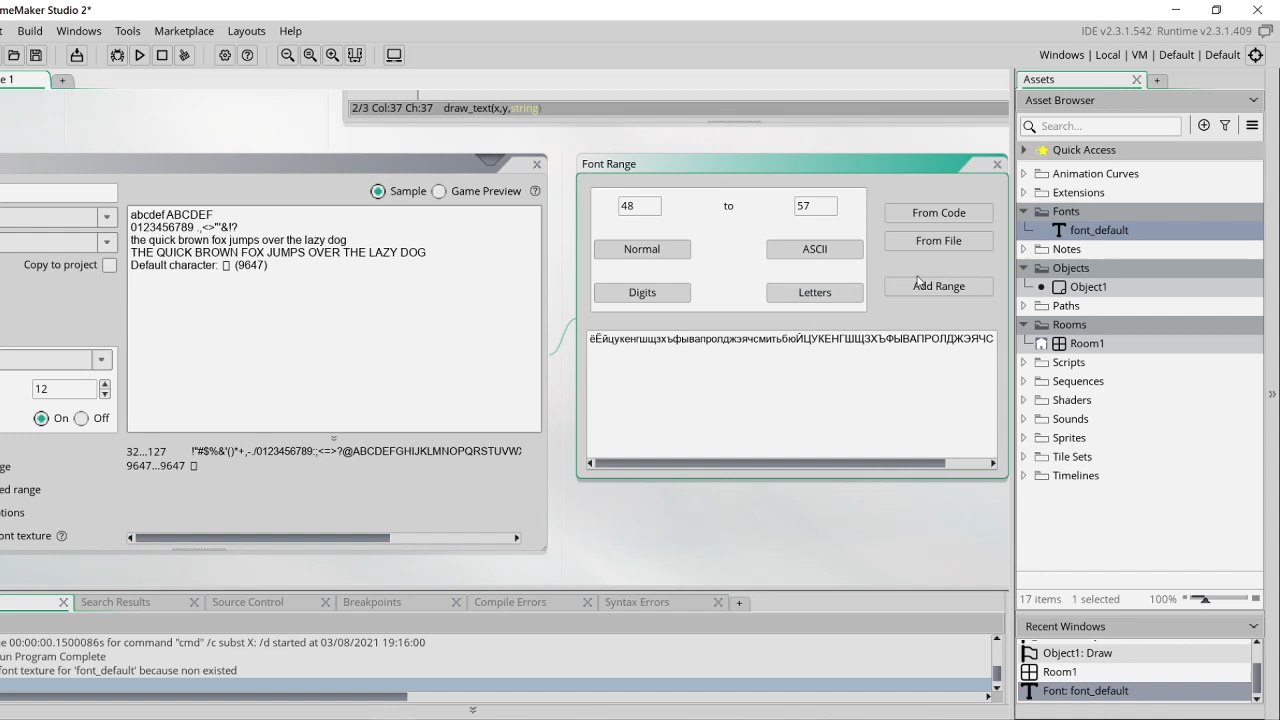 meMaker Studio 2*
t Build Windows Tools Marketplace Layouts Help
IDE v2.3.1.542 Runtime v2.3.1.409
Windows | Local | VM | Default | Default
e 1
2/3 Col:37 Ch:37 draw_text(x,y,string)
Sample Game Preview
Copy to project
abcdef ABCDEF
0123456789 .,<>"'&!?
the quick brown fox jumps over the lazy dog
THE QUICK BROWN FOX JUMPS OVER THE LAZY DOG
Default character: ▯ (9647)
12
On Off
32...127 !"#$%&'()*+,-./0123456789:;<=>?@ABCDEFGHIJKLMNOPQRSTUVWX
9647...9647 ▯
ge
ed range
ptions
ont texture
Font Range
48 to 57
From Code
Normal ASCII
From File
Digits Letters
Add Range
ёЁйцукенгшщзхъфывапролджэячсмитьбюЙЦУКЕНГШЩЗХЪФЫВАПРОЛДЖЭЯЧС
Assets
Asset Browser
Search...
Quick Access
Animation Curves
Extensions
Fonts
font_default
Notes
Objects
Object1
Paths
Rooms
Room1
Scripts
Sequences
Shaders
Sounds
Sprites
Tile Sets
Timelines
17 items 1 selected 100%
Recent Windows
Object1: Draw
Room1
Font: font_default
Search Results Source Control Breakpoints Compile Errors Syntax Errors
e 00:00:00.1500086s for command "cmd" /c subst X: /d started at 03/08/2021 19:16:00
un Program Complete
font texture for 'font_default' because non existed